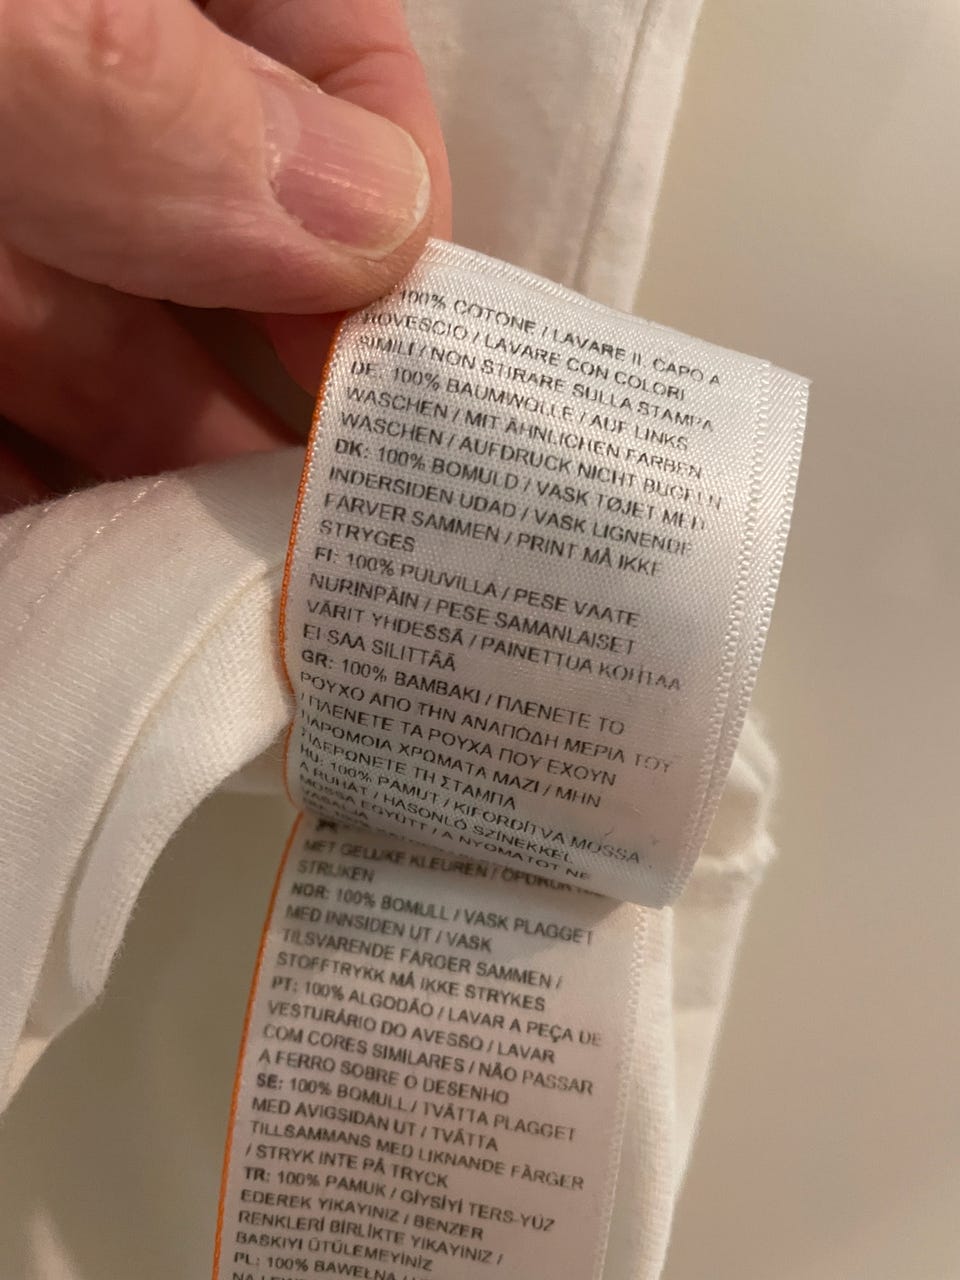 100% COTONE / LAVARE IL CAPO A
ROVESCIO / LAVARE CON COLORI
SIMILI / NON STIRARE SULLA STAMPA
DE: 100% BAUMWOLLE / AUF LINKS
WASCHEN / MIT ÄHNLICHEN FARBEN
WASCHEN / AUFDRUCK NICHT BÜGELN
DK: 100% BOMULD / VASK TØJET MED
INDERSIDEN UDAD / VASK LIGNENDE
FARVER SAMMEN / PRINT MÅ IKKE
STRYGES
FI: 100% PUUVILLA / PESE VAATE
NURINPÄIN / PESE SAMANLAISET
VÄRIT YHDESSÄ / PAINETTUA KOHTAA
EI SAA SILITTÄÄ
GR: 100% BAMBAKI / ΠΛΕΝΕΤΕ ΤΟ
ΡΟΥΧΟ ΑΠΟ ΤΗΝ ΑΝΑΠΟΔΗ ΜΕΡΙΑ ΤΟΥ
/ ΠΛΕΝΕΤΕ ΤΑ ΡΟΥΧΑ ΠΟΥ ΕΧΟΥΝ
ΠΑΡΟΜΟΙΑ ΧΡΩΜΑΤΑ ΜΑΖΙ / ΜΗΝ
ΣΙΔΕΡΩΝΕΤΕ ΤΗ ΣΤΑΜΠΑ
HU: 100% PAMUT / KIFORDÍTVA MOSSA
A RUHÁT / HASONLÓ SZÍNEKKEL
MOSSA EGYÜTT / A NYOMATOT NE
VASALJA
MET GELIJKE KLEUREN / OPDRUK
STRIJKEN
NOR: 100% BOMULL / VASK PLAGGET
MED INNSIDEN UT / VASK
TILSVARENDE FARGER SAMMEN /
STOFFTRYKK MÅ IKKE STRYKES
PT: 100% ALGODÃO / LAVAR A PEÇA DE
VESTUÁRIO DO AVESSO / LAVAR
COM CORES SIMILARES / NÃO PASSAR
A FERRO SOBRE O DESENHO
SE: 100% BOMULL / TVÄTTA PLAGGET
MED AVIGSIDAN UT / TVÄTTA
TILLSAMMANS MED LIKNANDE FÄRGER
/ STRYK INTE PÅ TRYCK
TR: 100% PAMUK / GİYSİYİ TERS-YÜZ
EDEREK YIKAYINIZ / BENZER
RENKLERİ BİRLİKTE YIKAYINIZ /
BASKIYI ÜTÜLEMEYİNİZ
PL: 100% BAWEŁNA /
NA